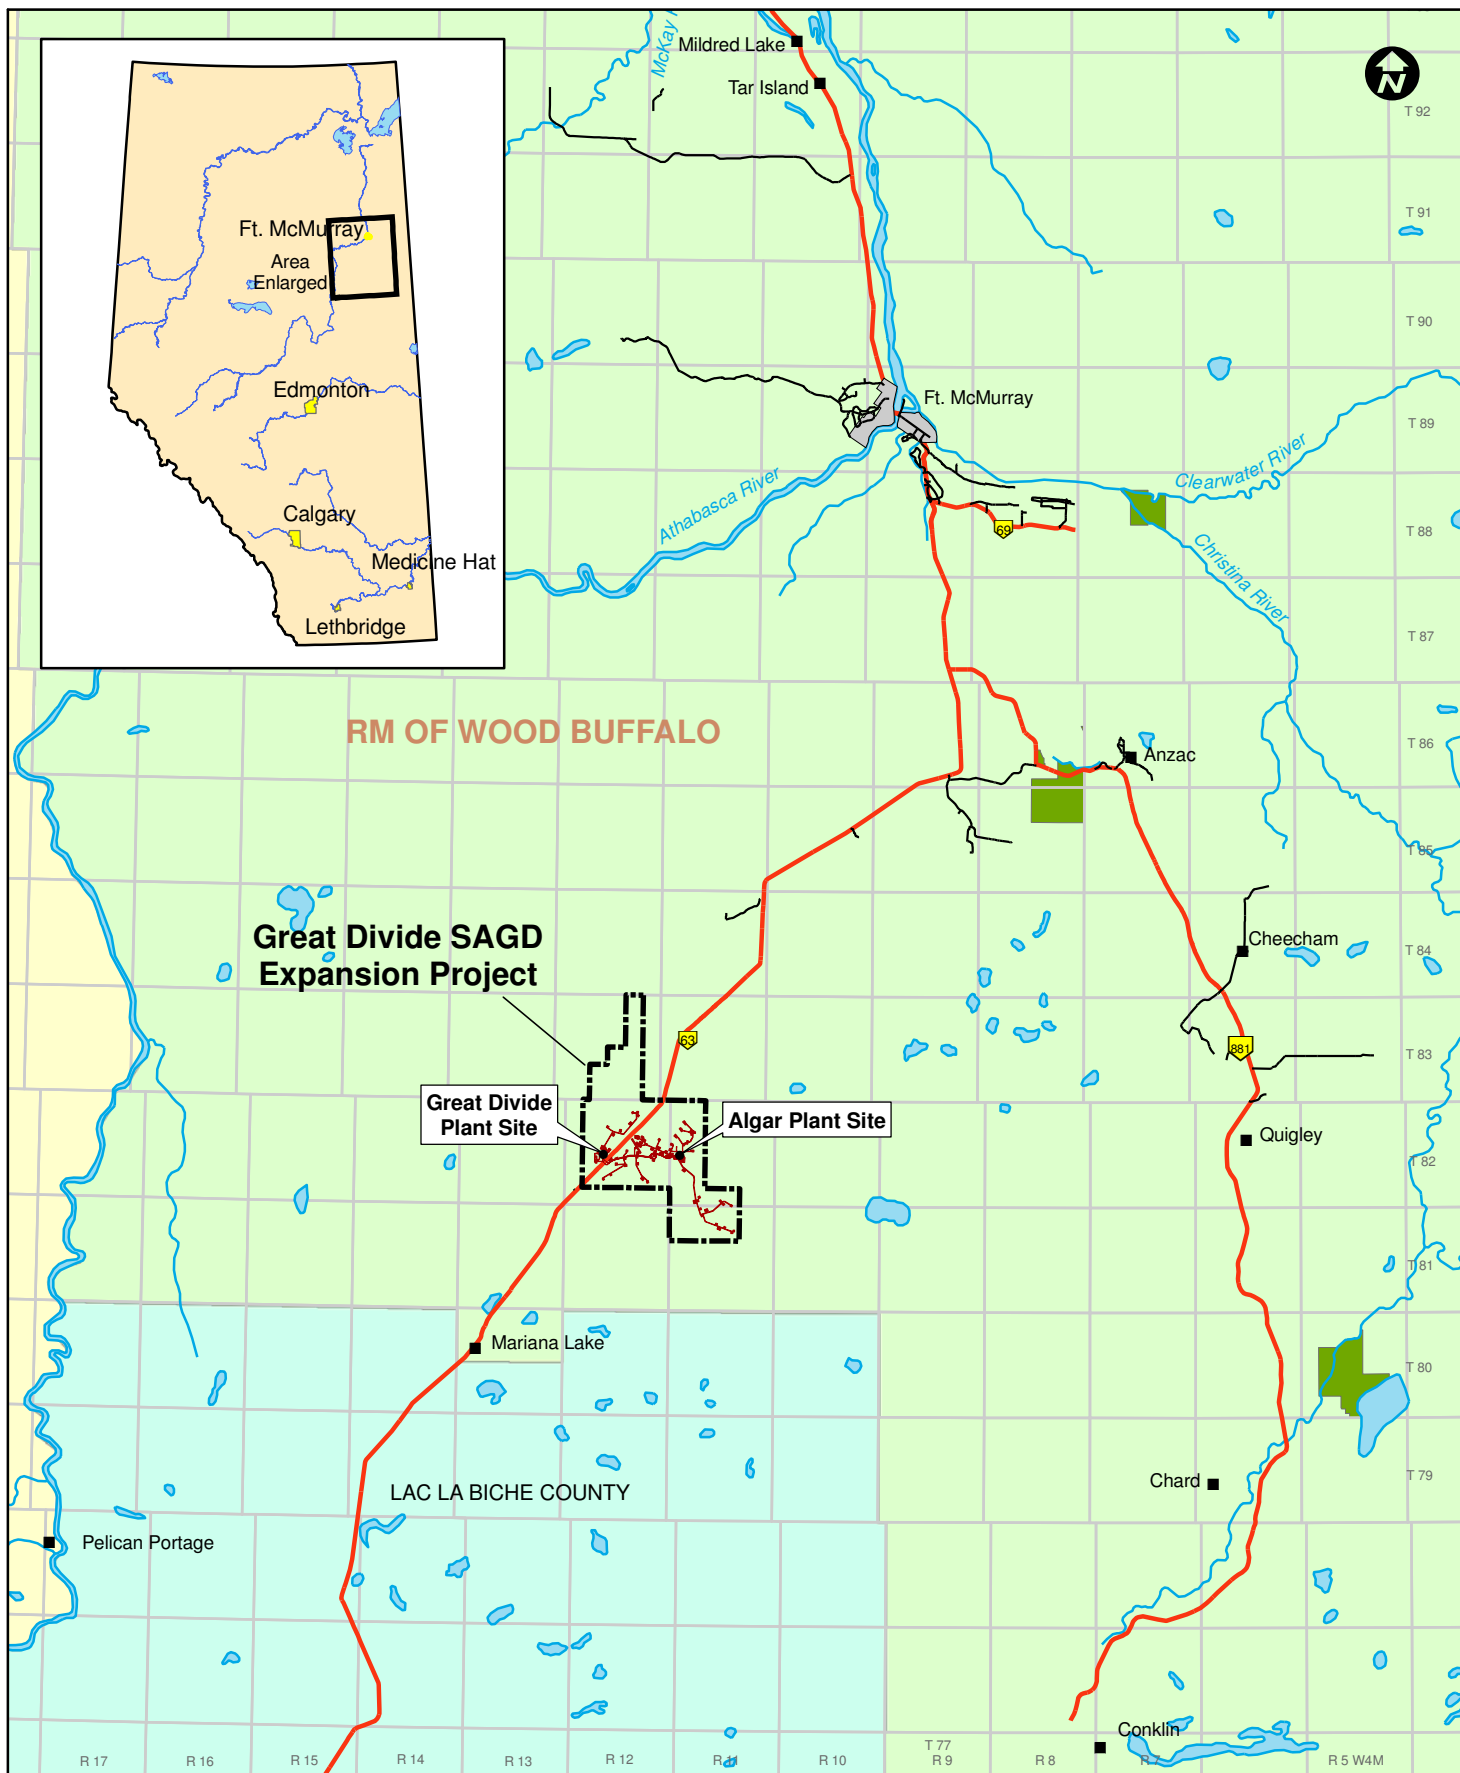 McKay
Mildred Lake
Tar Island
N
T 92
T 91
T 90
T 89
T 88
T 87
T 86
T 85
T 84
T 83
T 82
T 81
T 80
T 79
Ft. McMurray
Area
Enlarged
Edmonton
Calgary
Medicine Hat
Lethbridge
Ft. McMurray
Athabasca River
Clearwater River
Christina River
69
RM OF WOOD BUFFALO
Anzac
Great Divide SAGD
Expansion Project
Cheecham
63
881
Great Divide
Plant Site
Algar Plant Site
Quigley
Mariana Lake
LAC LA BICHE COUNTY
Chard
Pelican Portage
Conklin
T 77
R 17
R 16
R 15
R 14
R 13
R 12
R 11
R 10
R 9
R 8
R 7
R 5 W4M